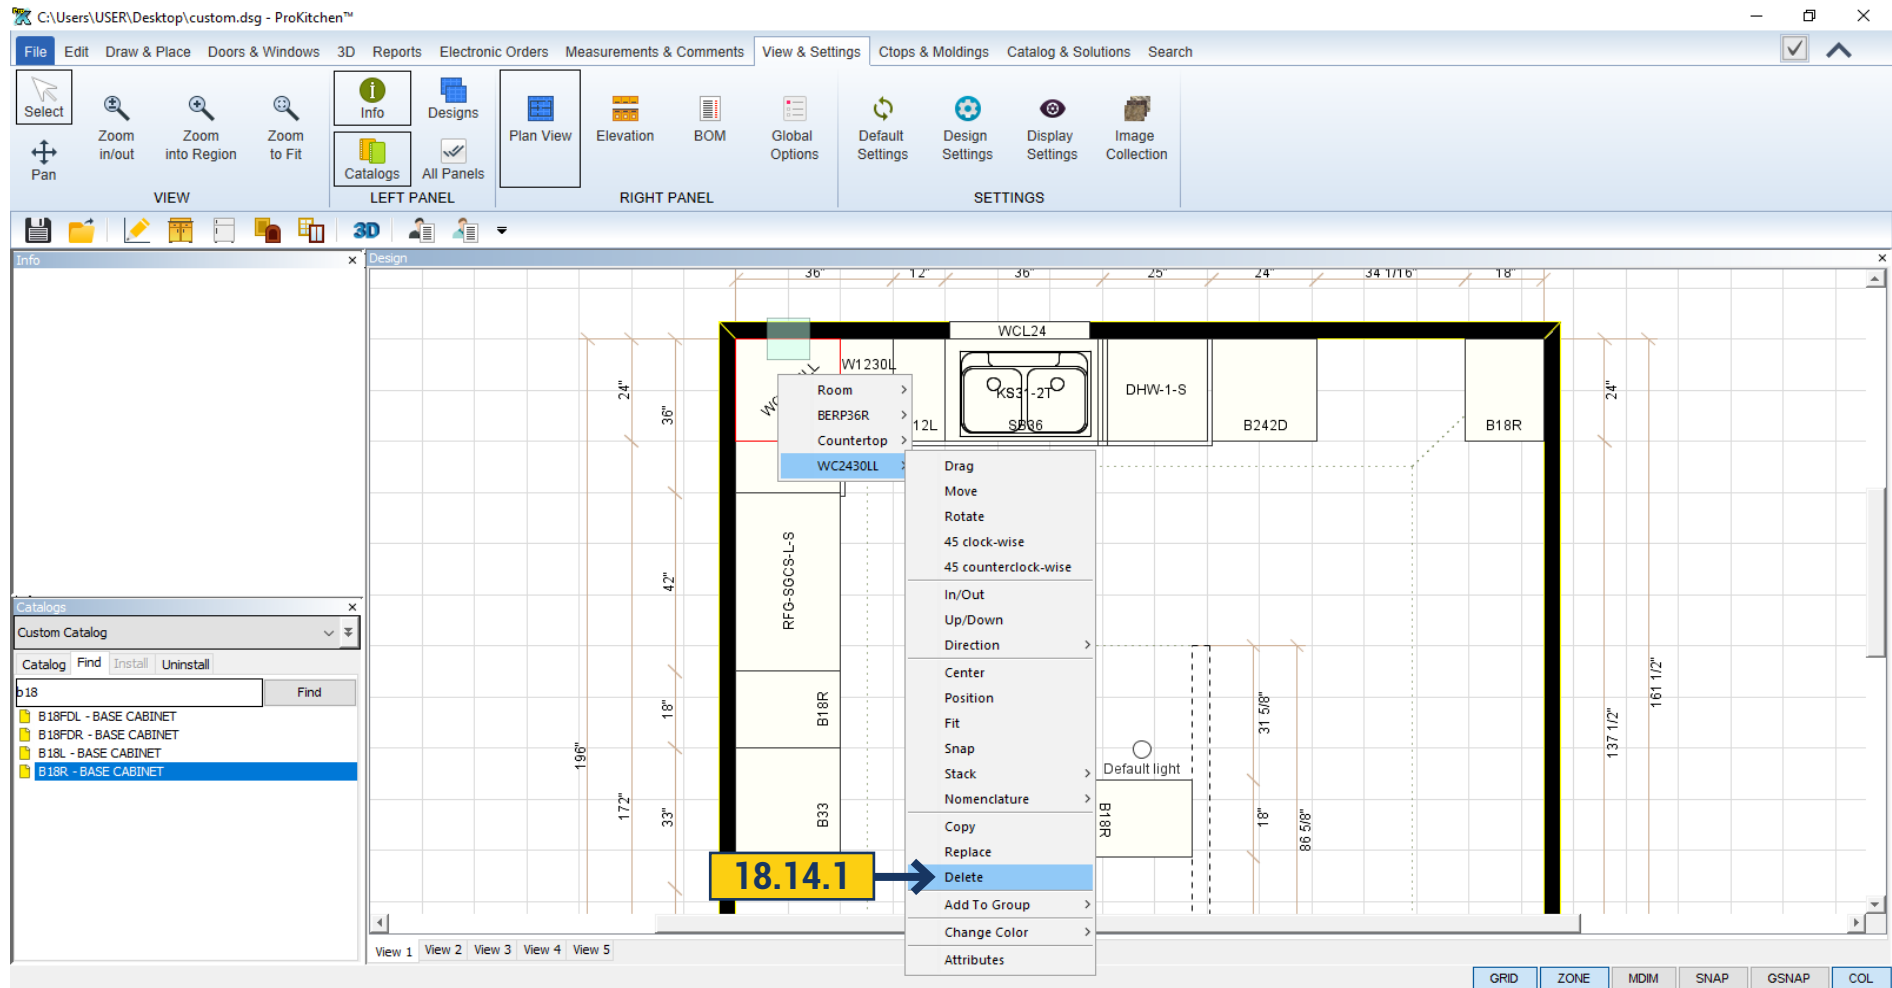 C:\Users\USER\Desktop\custom.dsg - ProKitchen™
File Edit Draw & Place Doors & Windows 3D Reports Electronic Orders Measurements & Comments View & Settings Ctops & Moldings Catalog & Solutions Search
Select
Pan
Zoom in/out
Zoom into Region
Zoom to Fit
VIEW
Info
Designs
Catalogs
All Panels
LEFT PANEL
Plan View
Elevation
BOM
Global Options
RIGHT PANEL
Default Settings
Design Settings
Display Settings
Image Collection
SETTINGS
3D
Info
Design
36" 12" 36" 25" 24" 34 1/16" 18"
WCL24
W1230L
KS31-2T
DHW-1-S
12L
SB36
B242D
B18R
24"
36"
24"
Room
BERP36R
Countertop
WC2430LL
Drag
Move
Rotate
45 clock-wise
45 counterclock-wise
In/Out
Up/Down
Direction
Center
Position
Fit
Snap
Stack
Nomenclature
Copy
Replace
Delete
Add To Group
Change Color
Attributes
18.14.1
RFG-SGCS-L-S
42"
B18R
18"
196"
172"
33"
B33
Default light
B18R
31 5/8"
18"
86 5/8"
137 1/2"
161 1/2"
Catalogs
Custom Catalog
Catalog Find Install Uninstall
b18
Find
B18FDL - BASE CABINET
B18FDR - BASE CABINET
B18L - BASE CABINET
B18R - BASE CABINET
View 1 View 2 View 3 View 4 View 5
GRID ZONE MDIM SNAP GSNAP COL